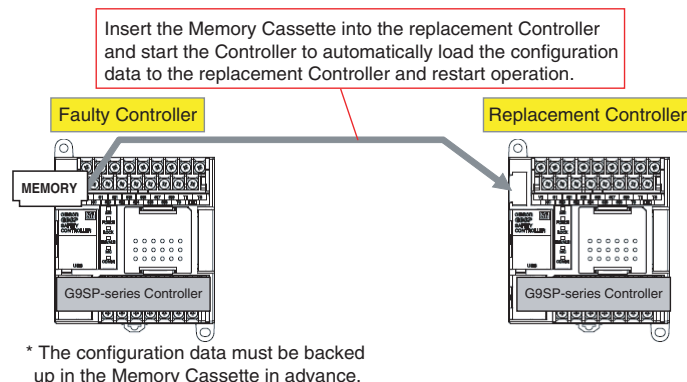 Insert the Memory Cassette into the replacement Controller
and start the Controller to automatically load the configuration
data to the replacement Controller and restart operation.
Faulty Controller
Replacement Controller
MEMORY
G9SP-series Controller
G9SP-series Controller
* The configuration data must be backed
up in the Memory Cassette in advance.